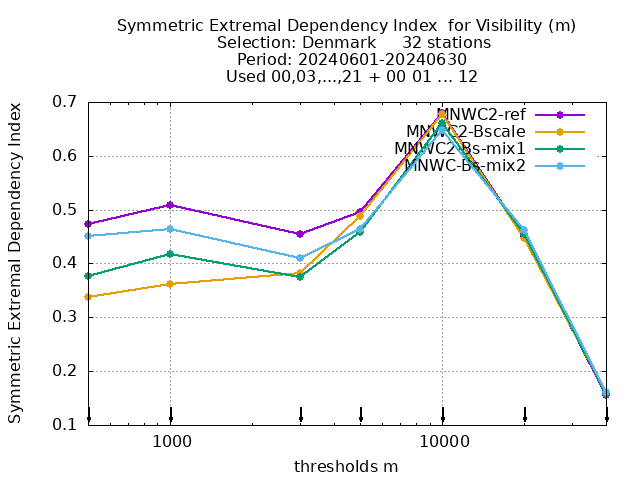 Symmetric Extremal Dependency Index  for Visibility (m)
Selection: Denmark     32 stations
Period: 20240601-20240630
Used 00,03,...,21 + 00 01 ... 12
Symmetric Extremal Dependency Index
0.7
0.6
0.5
0.4
0.3
0.2
0.1
MNWC2-ref
MNWC2-Bscale
MNWC2-Bs-mix1
MNWC-Bs-mix2
1000
10000
thresholds m